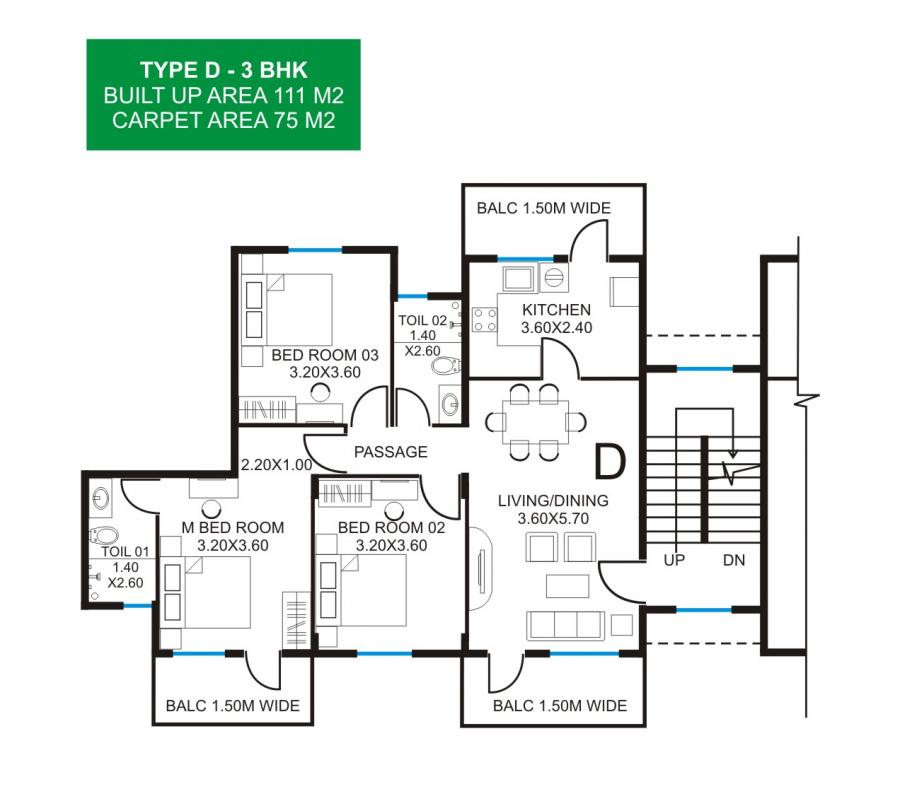 TYPE D - 3 BHK
BUILT UP AREA 111 M2
CARPET AREA 75 M2
BALC 1.50M WIDE
KITCHEN
3.60X2.40
TOIL 02
1.40
X2.60
BED ROOM 03
3.20X3.60
PASSAGE
2.20X1.00
D
LIVING/DINING
3.60X5.70
M BED ROOM
3.20X3.60
BED ROOM 02
3.20X3.60
TOIL 01
1.40
X2.60
UP
DN
BALC 1.50M WIDE
BALC 1.50M WIDE